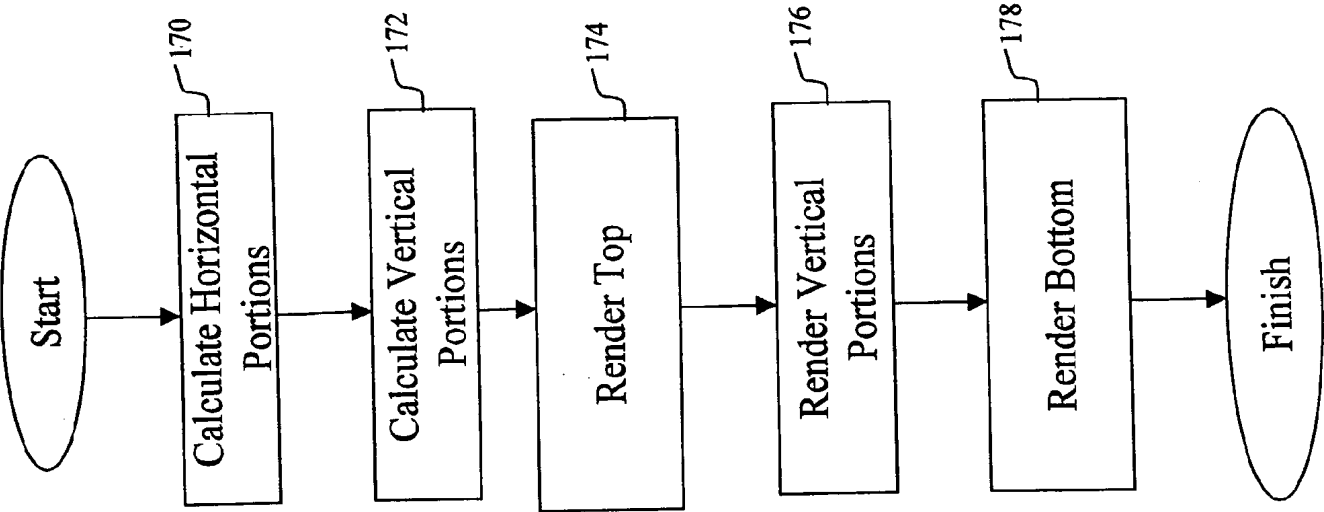 Start
170
Calculate Horizontal
Portions
172
Calculate Vertical
Portions
174
Render Top
176
Render Vertical
Portions
178
Render Bottom
Finish